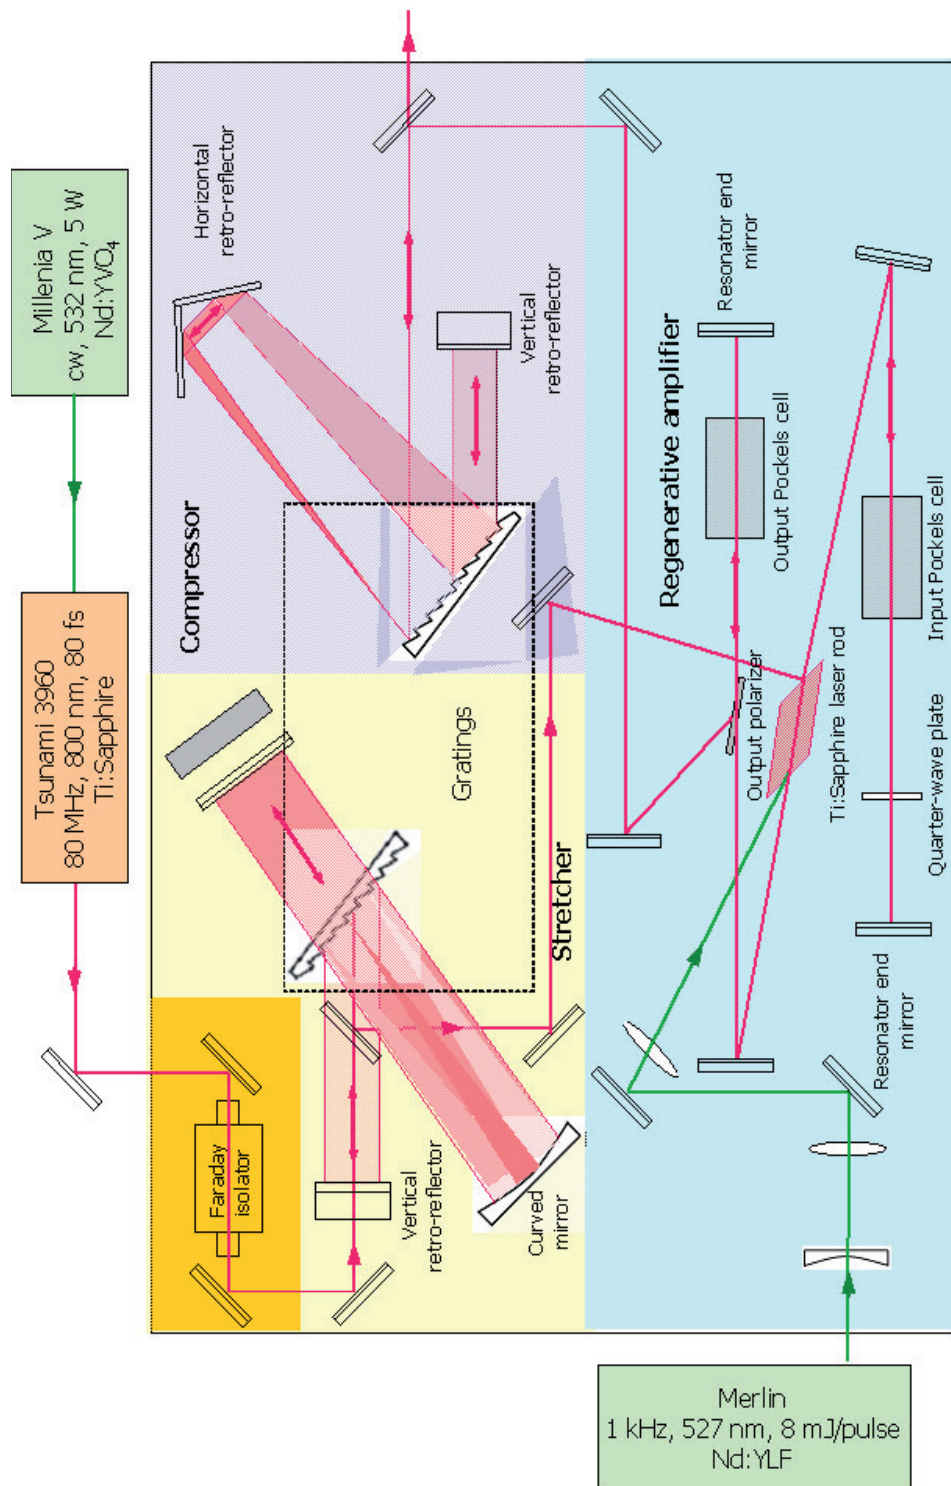 Millenia V
cw, 532 nm, 5 W
Nd:YVO4
Tsunami 3960
80 MHz, 800 nm, 80 fs
Ti:Sapphire
Horizontal
retro-reflector
Vertical
retro-reflector
Compressor
Gratings
Stretcher
Faraday
isolator
Vertical
retro-reflector
Curved
mirror
Regenerative amplifier
Resonator end
mirror
Output Pockels cell
Output polarizer
Ti:Sapphire laser rod
Input Pockels cell
Quarter-wave plate
Resonator end
mirror
Merlin
1 kHz, 527 nm, 8 mJ/pulse
Nd:YLF